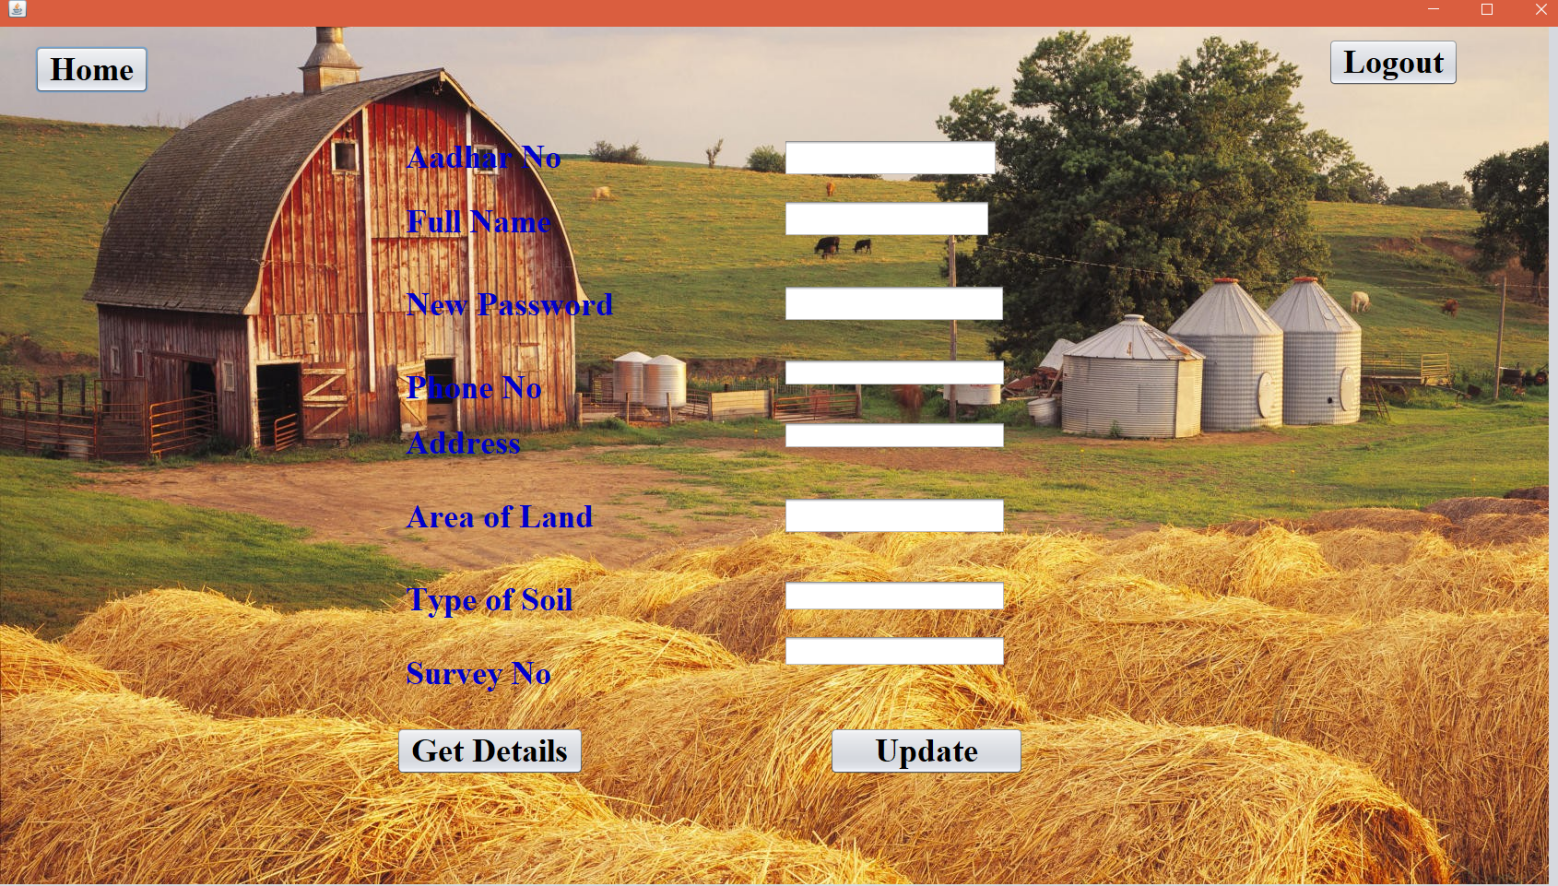 Home
Logout
Aadhar No
Full Name
New Password
Phone No
Address
Area of Land
Type of Soil
Survey No
Get Details
Update